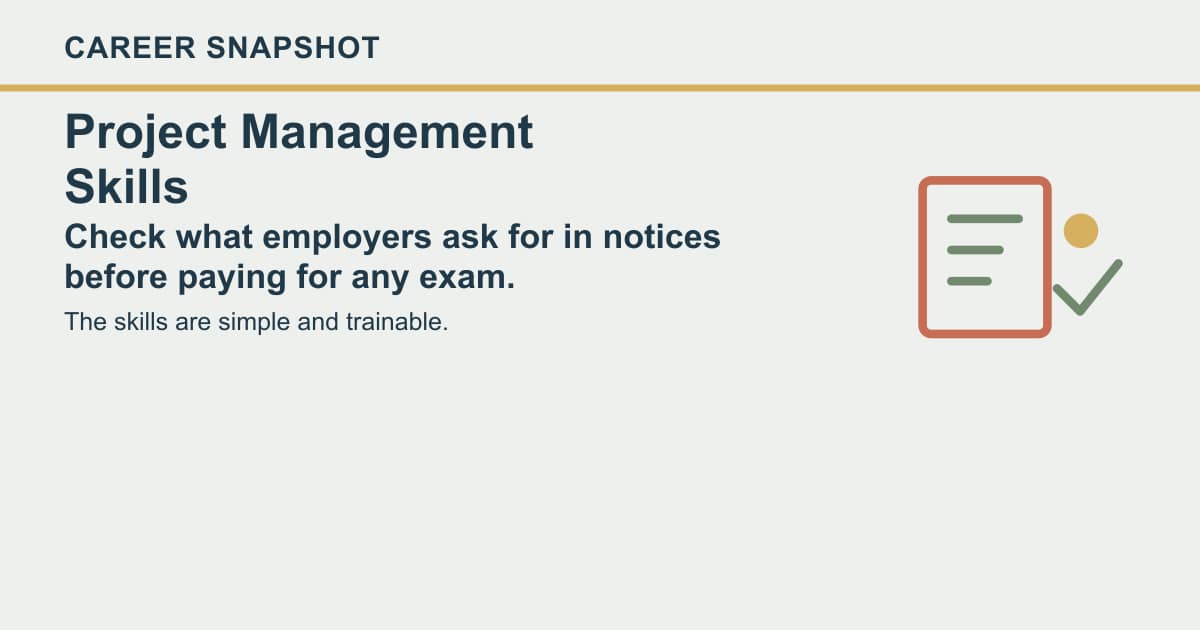 CAREER SNAPSHOT
Project Management
Skills
Check what employers ask for in notices
before paying for any exam.
The skills are simple and trainable.